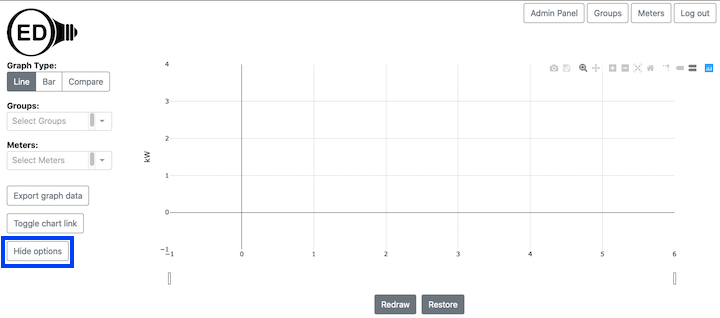 Admin Panel Groups Meters Log out
ED
Graph Type:
Line Bar Compare
Groups:
Select Groups
Meters:
Select Meters
Export graph data
Toggle chart link
Hide options
4
3
2
1
0
−1
kW
−1 0 1 2 3 4 5 6
Redraw Restore